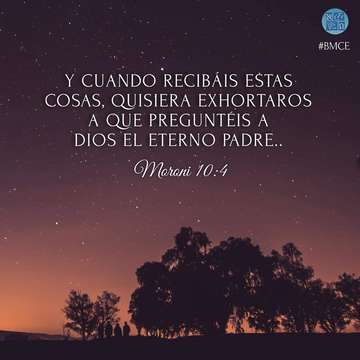 #BMCE
Y CUANDO RECIBÁIS ESTAS
COSAS, QUISIERA EXHORTAROS
A QUE PREGUNTÉIS A
DIOS EL ETERNO PADRE..
Moroni 10:4